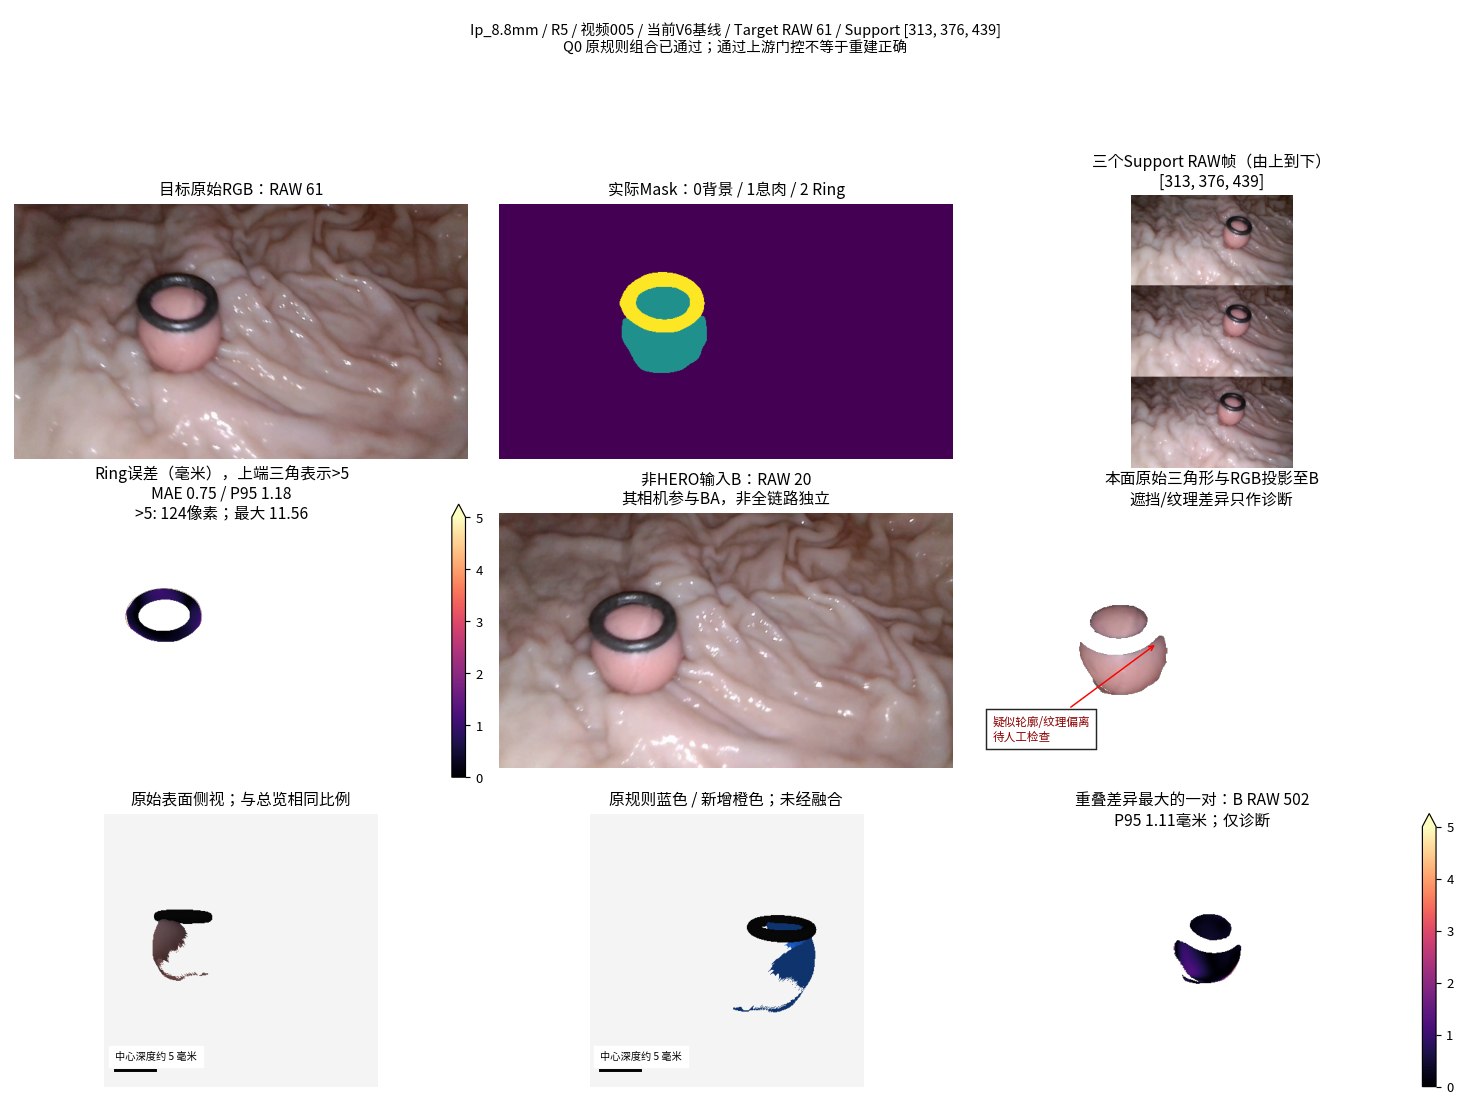 Ip_8.8mm / R5 / 视频005 / 当前V6基线 / Target RAW 61 / Support [313, 376, 439]
Q0 原规则组合已通过；通过上游门控不等于重建正确
目标原始RGB：RAW 61
实际Mask：0背景 / 1息肉 / 2 Ring
三个Support RAW帧（由上到下）
[313, 376, 439]
Ring误差（毫米），上端三角表示>5
MAE 0.75 / P95 1.18
>5: 124像素；最大 11.56
5
4
3
2
1
0
非HERO输入B：RAW 20
其相机参与BA，非全链路独立
本面原始三角形与RGB投影至B
遮挡/纹理差异只作诊断
疑似轮廓/纹理偏离
待人工检查
原始表面侧视；与总览相同比例
中心深度约 5 毫米
原规则蓝色 / 新增橙色；未经融合
中心深度约 5 毫米
重叠差异最大的一对：B RAW 502
P95 1.11毫米；仅诊断
5
4
3
2
1
0